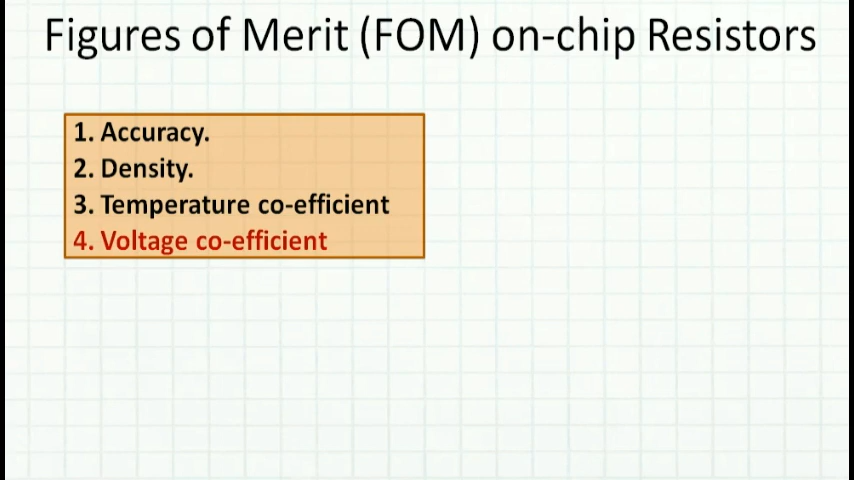 Figures of Merit (FOM) on-chip Resistors
1. Accuracy.
2. Density.
3. Temperature co-efficient
4. Voltage co-efficient